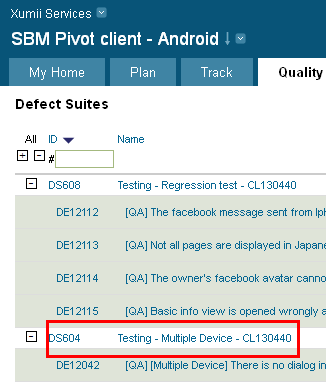 Xumii Services
SBM Pivot client - Android
My Home Plan Track Quality
Defect Suites
All ID Name
#
DS608 Testing - Regression test - CL130440
DE12112 [QA] The facebook message sent from Iph
DE12113 [QA] Not all pages are displayed in Japane
DE12114 [QA] The owner's facebook avatar canno
DE12115 [QA] Basic info view is opened wrongly a
DS604 Testing - Multiple Device - CL130440
DE12042 [QA] [Multiple Device] There is no dialog in